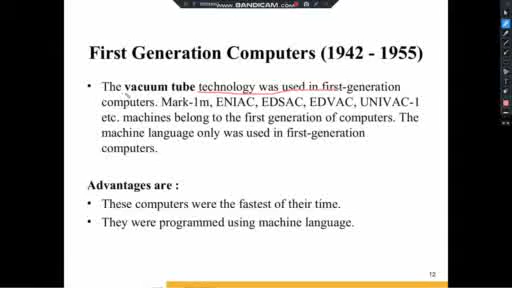 www.BANDICAM.com
First Generation Computers (1942 - 1955)
• The vacuum tube technology was used in first-generation
computers. Mark-1m, ENIAC, EDSAC, EDVAC, UNIVAC-1
etc. machines belong to the first generation of computers. The
machine language only was used in first-generation
computers.
Advantages are :
• These computers were the fastest of their time.
• They were programmed using machine language.
12